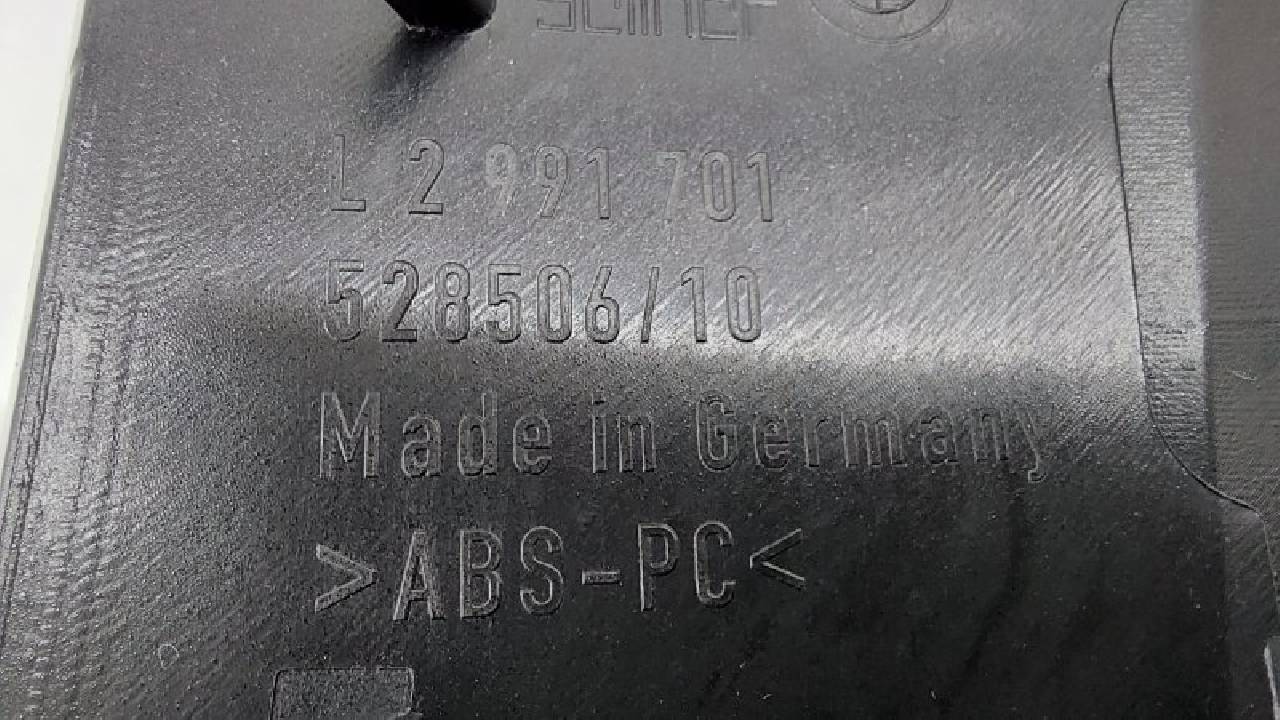 L 2 991 701
528506/10
Made in Germany
>ABS-PC<